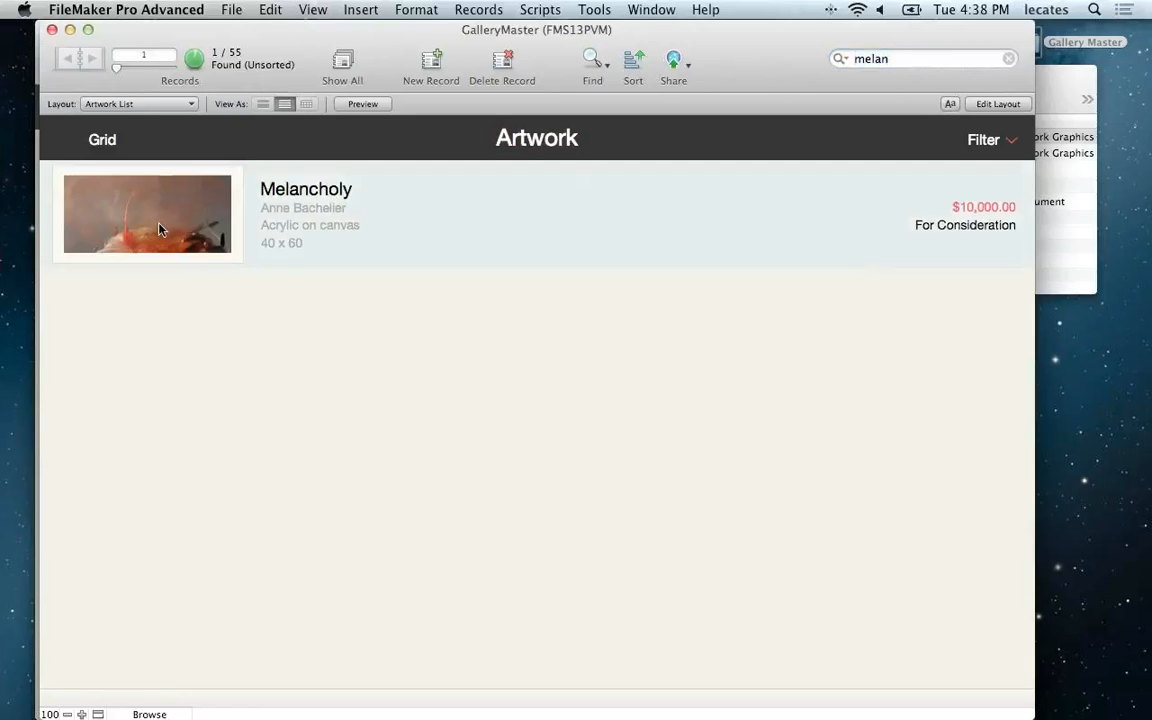 FileMaker Pro Advanced File Edit View Insert Format Records Scripts Tools Window Help Tue 4:38 PM lecates
GalleryMaster (FMS13PVM)
Gallery Master
1
1 / 55
Found (Unsorted)
melan
Records Show All New Record Delete Record Find Sort Share
Layout: Artwork List View As: Preview Aa Edit Layout
Grid Artwork Filter
ork Graphics
ork Graphics
Melancholy
Anne Bachelier
Acrylic on canvas
40 x 60
$10,000.00
For Consideration
ument
100 Browse